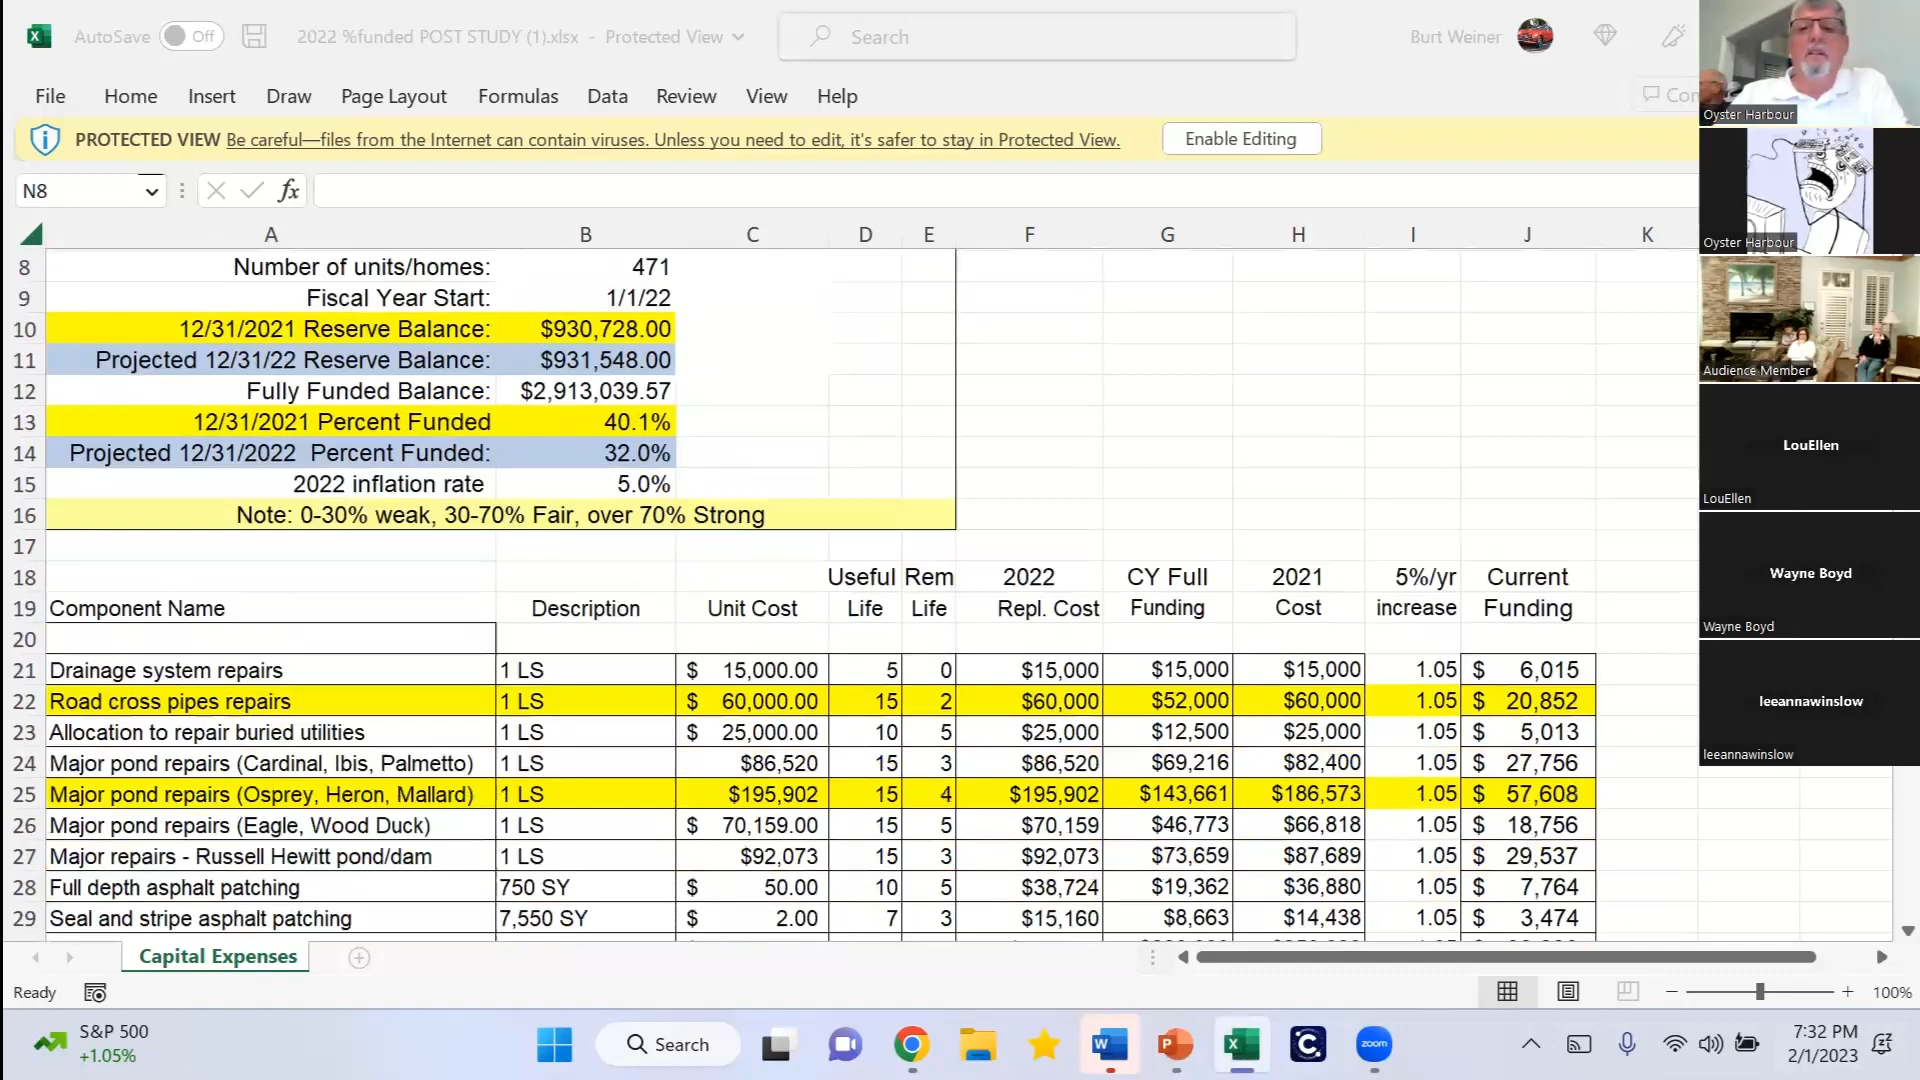 AutoSave Off 2022 %funded POST STUDY (1).xlsx - Protected View Search Burt Weiner
File Home Insert Draw Page Layout Formulas Data Review View Help Con
PROTECTED VIEW Be careful—files from the Internet can contain viruses. Unless you need to edit, it's safer to stay in Protected View. Enable Editing
N8 fx
A B C D E F G H I J K
8 Number of units/homes: 471
9 Fiscal Year Start: 1/1/22
10 12/31/2021 Reserve Balance: $930,728.00
11 Projected 12/31/22 Reserve Balance: $931,548.00
12 Fully Funded Balance: $2,913,039.57
13 12/31/2021 Percent Funded 40.1%
14 Projected 12/31/2022 Percent Funded: 32.0%
15 2022 inflation rate 5.0%
16 Note: 0-30% weak, 30-70% Fair, over 70% Strong
17
18 Useful Rem 2022 CY Full 2021 5%/yr Current
19 Component Name Description Unit Cost Life Life Repl. Cost Funding Cost increase Funding
20
21 Drainage system repairs 1 LS $ 15,000.00 5 0 $15,000 $15,000 $15,000 1.05 $ 6,015
22 Road cross pipes repairs 1 LS $ 60,000.00 15 2 $60,000 $52,000 $60,000 1.05 $ 20,852
23 Allocation to repair buried utilities 1 LS $ 25,000.00 10 5 $25,000 $12,500 $25,000 1.05 $ 5,013
24 Major pond repairs (Cardinal, Ibis, Palmetto) 1 LS $86,520 15 3 $86,520 $69,216 $82,400 1.05 $ 27,756
25 Major pond repairs (Osprey, Heron, Mallard) 1 LS $195,902 15 4 $195,902 $143,661 $186,573 1.05 $ 57,608
26 Major pond repairs (Eagle, Wood Duck) 1 LS $ 70,159.00 15 5 $70,159 $46,773 $66,818 1.05 $ 18,756
27 Major repairs - Russell Hewitt pond/dam 1 LS $92,073 15 3 $92,073 $73,659 $87,689 1.05 $ 29,537
28 Full depth asphalt patching 750 SY $ 50.00 10 5 $38,724 $19,362 $36,880 1.05 $ 7,764
29 Seal and stripe asphalt patching 7,550 SY $ 2.00 7 3 $15,160 $8,663 $14,438 1.05 $ 3,474
Capital Expenses
Ready 100%
S&P 500
+1.05%
Search
zoom
7:32 PM
2/1/2023
Oyster Harbour
Oyster Harbour
Audience Member
LouEllen
LouEllen
Wayne Boyd
Wayne Boyd
leeannawinslow
leeannawinslow